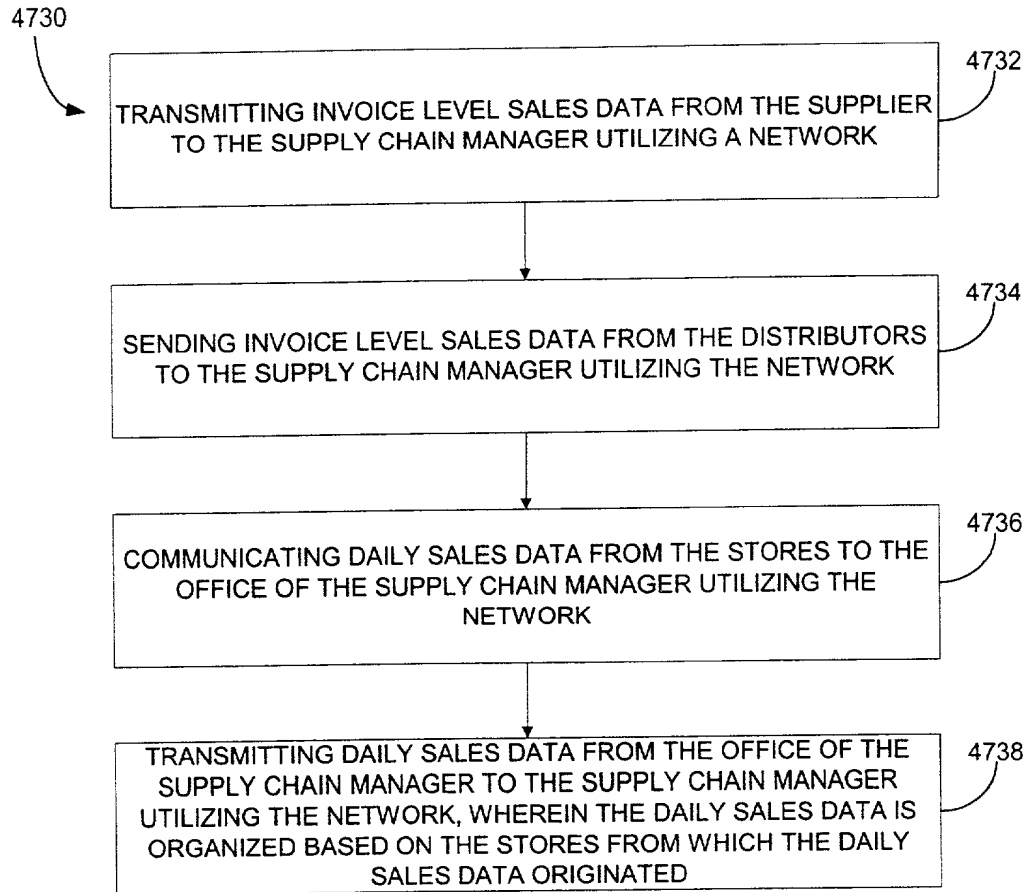 4730
4732
TRANSMITTING INVOICE LEVEL SALES DATA FROM THE SUPPLIER
TO THE SUPPLY CHAIN MANAGER UTILIZING A NETWORK
4734
SENDING INVOICE LEVEL SALES DATA FROM THE DISTRIBUTORS
TO THE SUPPLY CHAIN MANAGER UTILIZING THE NETWORK
4736
COMMUNICATING DAILY SALES DATA FROM THE STORES TO THE
OFFICE OF THE SUPPLY CHAIN MANAGER UTILIZING THE
NETWORK
4738
TRANSMITTING DAILY SALES DATA FROM THE OFFICE OF THE
SUPPLY CHAIN MANAGER TO THE SUPPLY CHAIN MANAGER
UTILIZING THE NETWORK, WHEREIN THE DAILY SALES DATA IS
ORGANIZED BASED ON THE STORES FROM WHICH THE DAILY
SALES DATA ORIGINATED